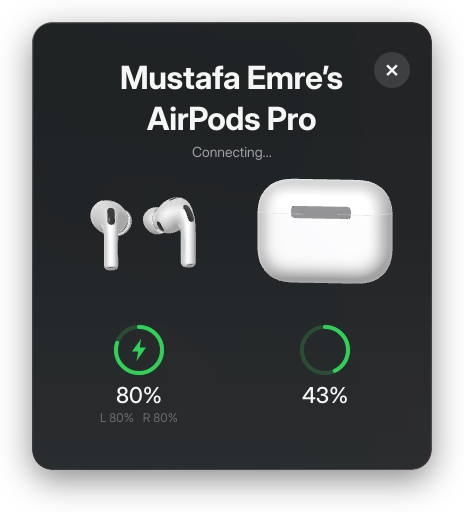 Mustafa Emre’s
AirPods Pro
Connecting...
80%
43%
L 80% R 80%